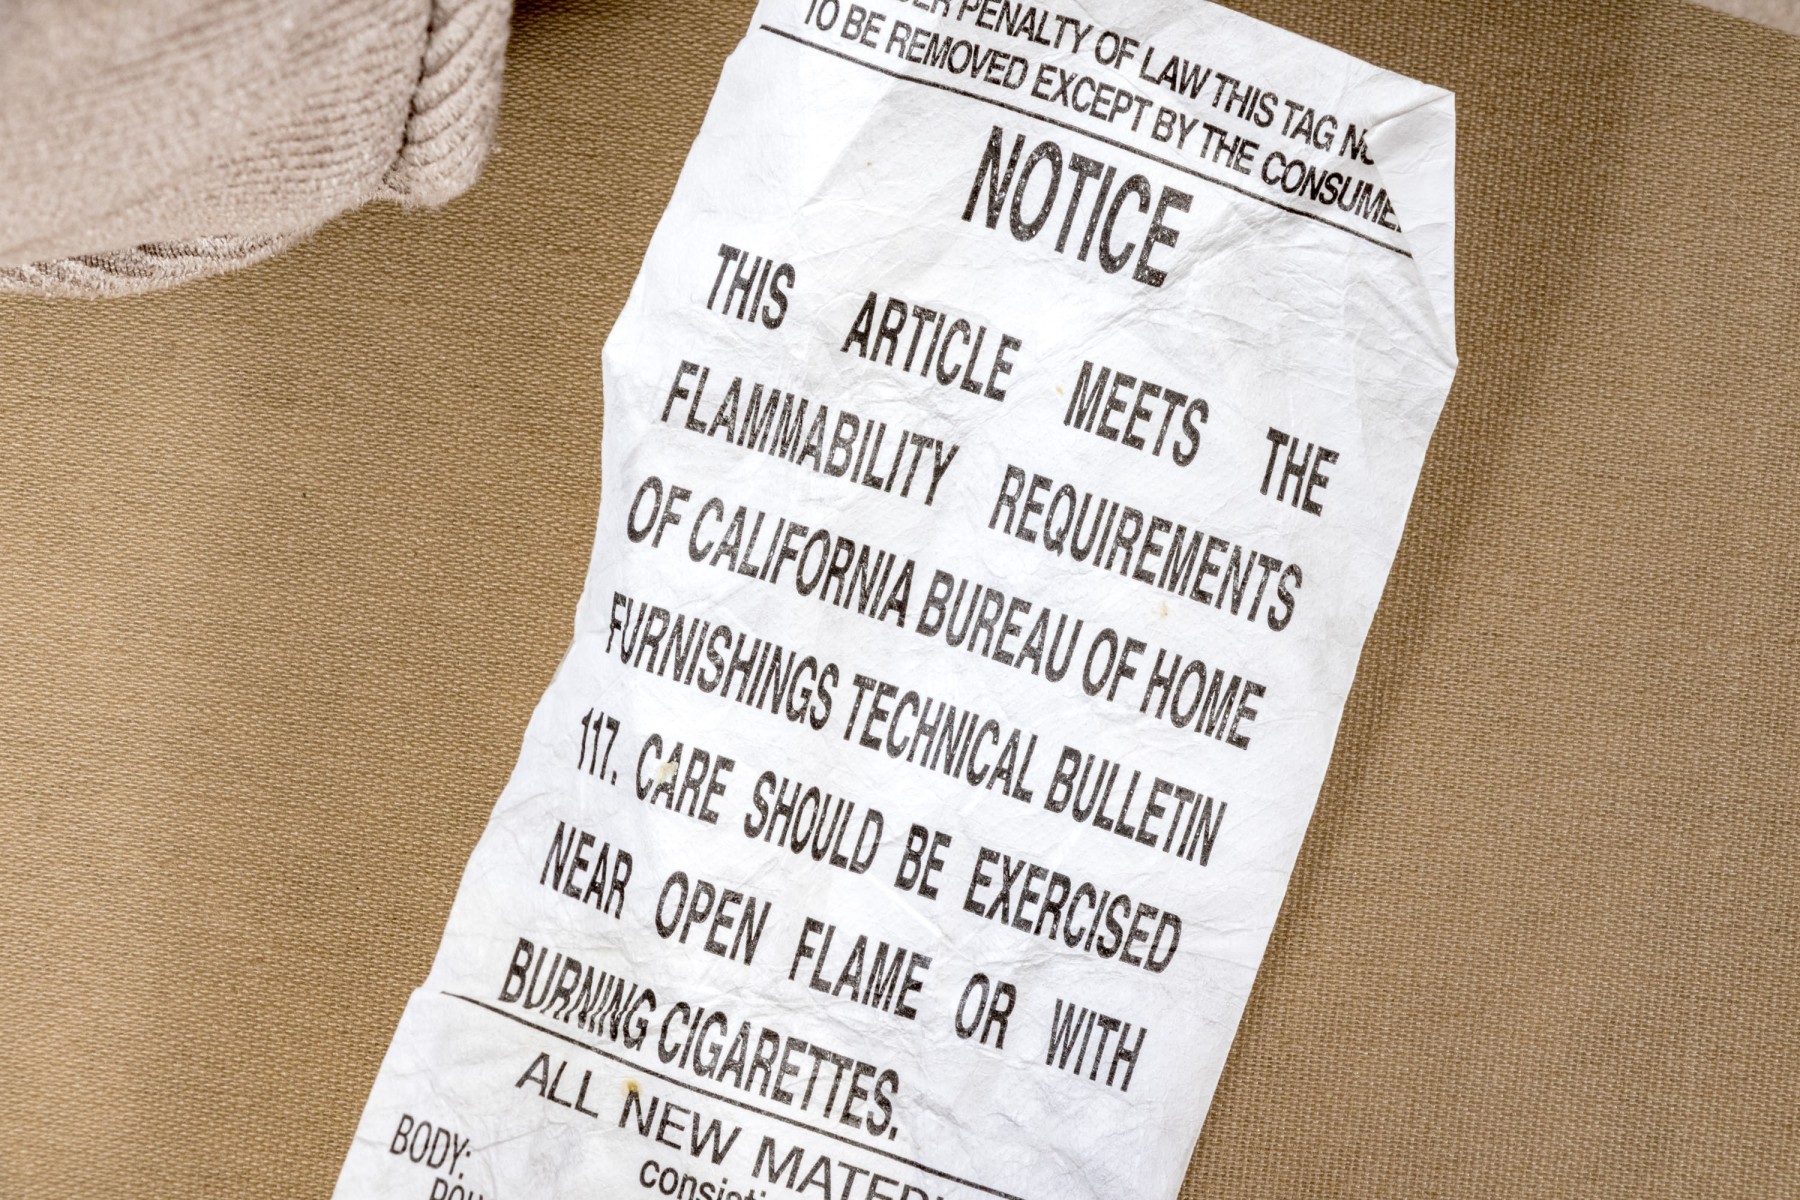 PENALTY OF LAW THIS TAG
TO BE REMOVED EXCEPT BY THE
NOTICE
THIS ARTICLE MEETS THE
FLAMMABILITY REQUIREMENTS
OF CALIFORNIA BUREAU OF HOME
FURNISHINGS TECHNICAL BULLETIN
117. CARE SHOULD BE EXERCISED
NEAR OPEN FLAME OR WITH
BURNING CIGARETTES.
ALL NEW
BODY: